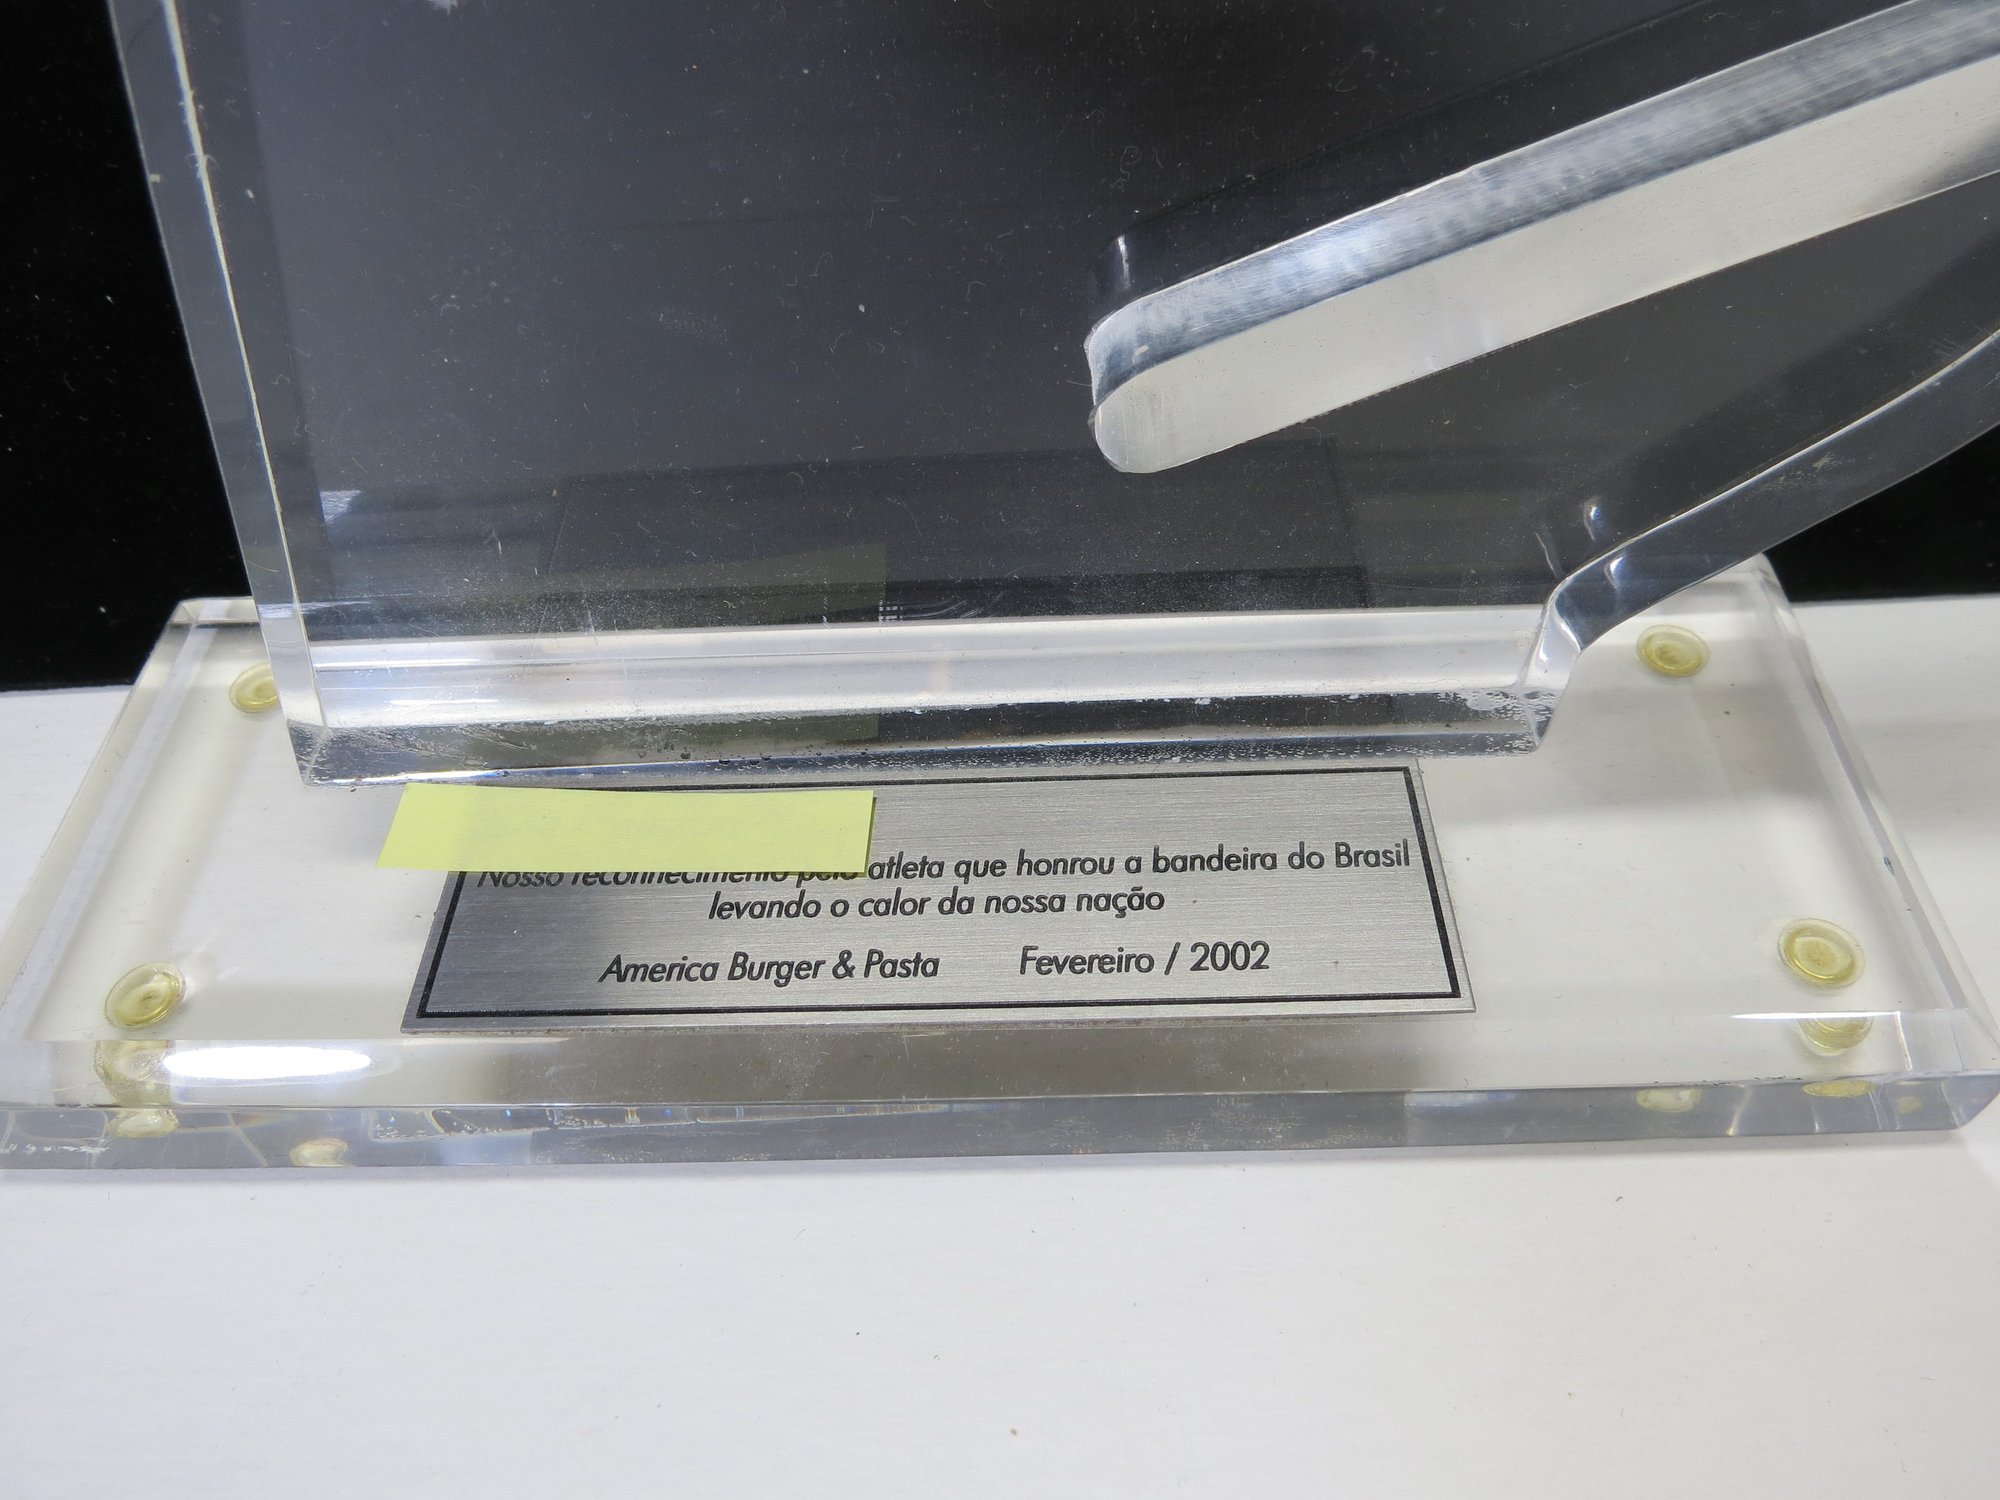 Nosso reconhecimento pelo atleta que honrou a bandeira do Brasil
levando o calor da nossa nação
America Burger & Pasta Fevereiro / 2002